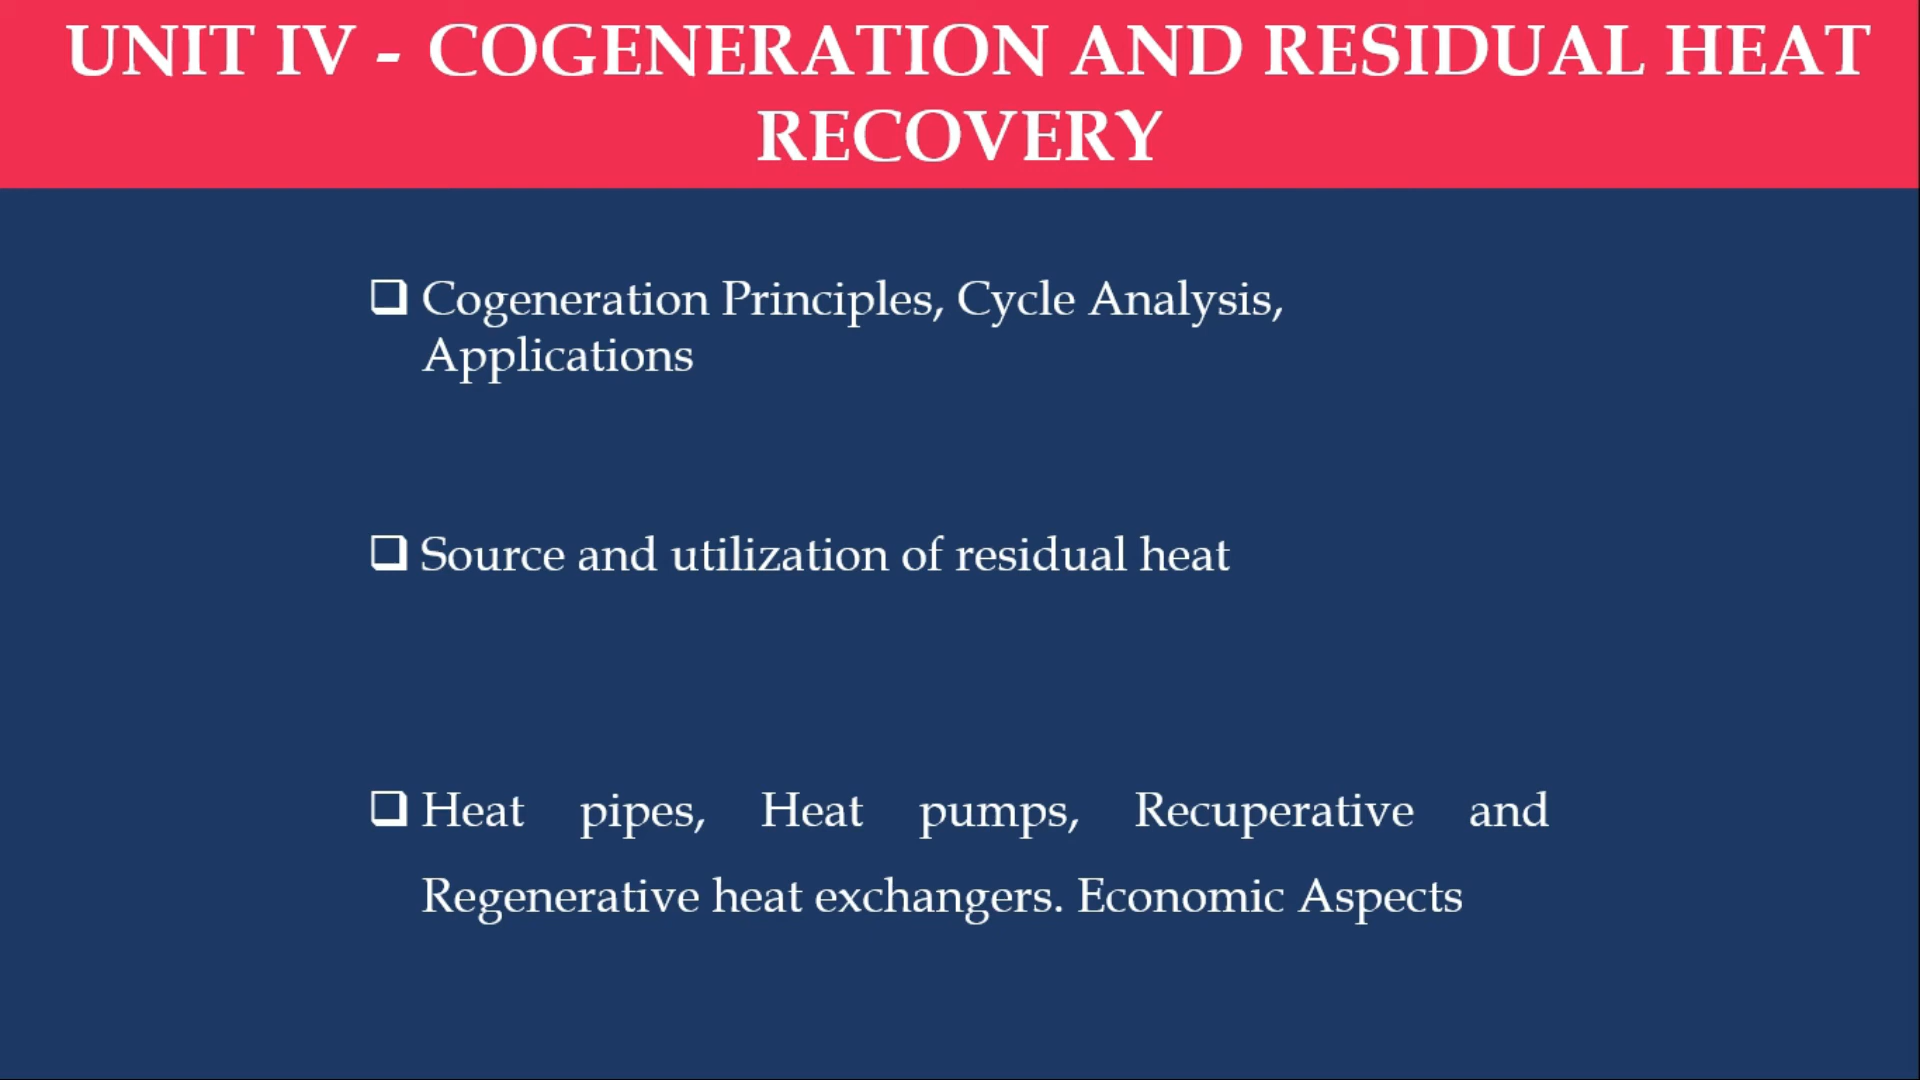 UNIT IV - COGENERATION AND RESIDUAL HEAT
RECOVERY
❑ Cogeneration Principles, Cycle Analysis,
Applications
❑ Source and utilization of residual heat
❑ Heat pipes, Heat pumps, Recuperative and
Regenerative heat exchangers. Economic Aspects